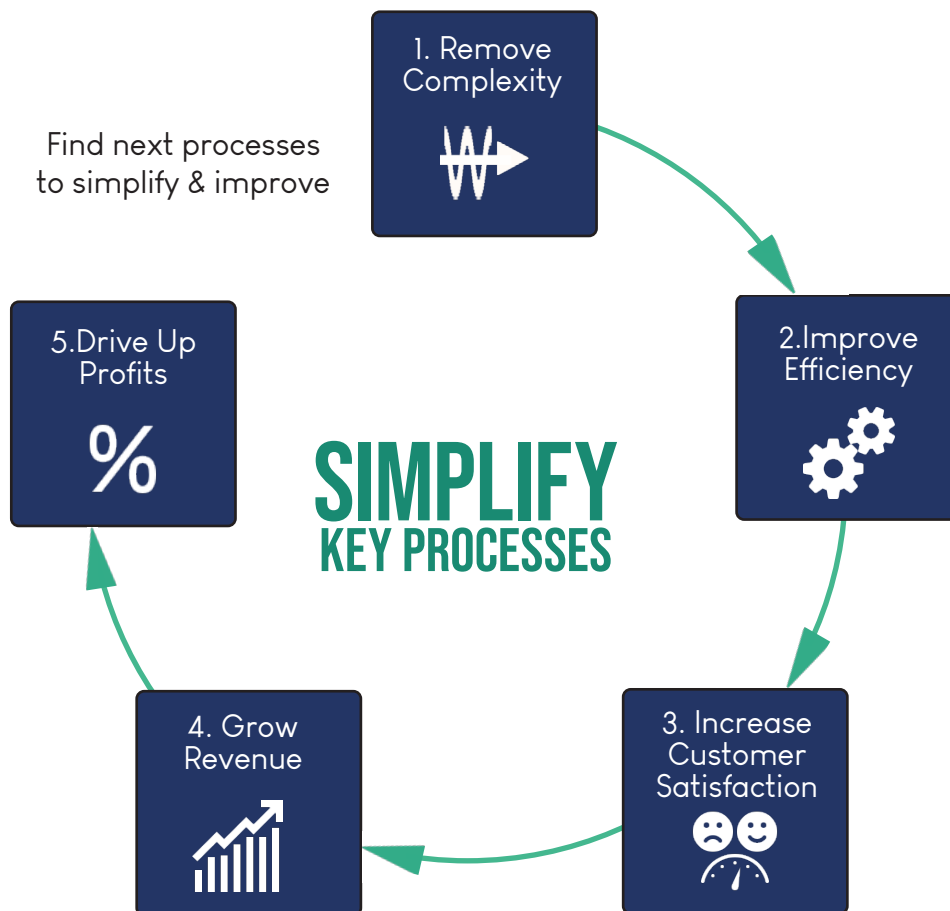 1. Remove
Complexity
Find next processes
to simplify & improve
2.Improve
Efficiency
3. Increase
Customer
Satisfaction
4. Grow
Revenue
5.Drive Up
Profits
%
SIMPLIFY
KEY PROCESSES